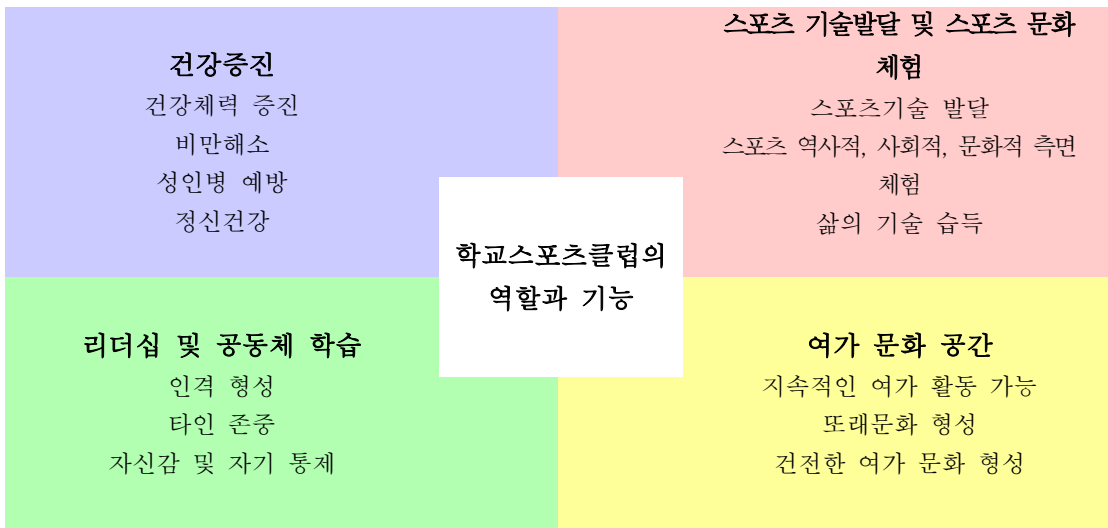 건강증진
건강체력 증진
비만해소
성인병 예방
정신건강
스포츠 기술발달 및 스포츠 문화
체험
스포츠기술 발달
스포츠 역사적, 사회적, 문화적 측면
체험
삶의 기술 습득
학교스포츠클럽의
역할과 기능
리더십 및 공동체 학습
인격 형성
타인 존중
자신감 및 자기 통제
여가 문화 공간
지속적인 여가 활동 가능
또래문화 형성
건전한 여가 문화 형성